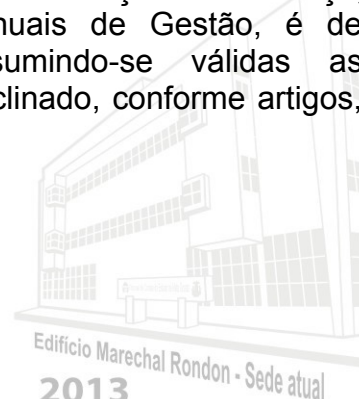 nuais de Gestão, é de
sumindo-se válidas as
clinado, conforme artigos,
Edifício Marechal Rondon - Sede atual
2013